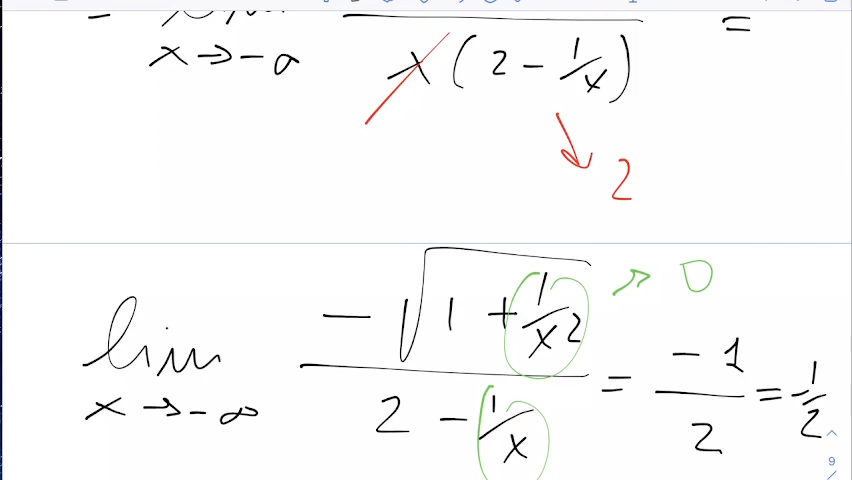 = lim =
x → -∞ x ( 2 - 1/x )
2
lim x → -∞ -√(1 + 1/x2) / (2 - 1/x) = -1/2 = 1/2
→ 0
9